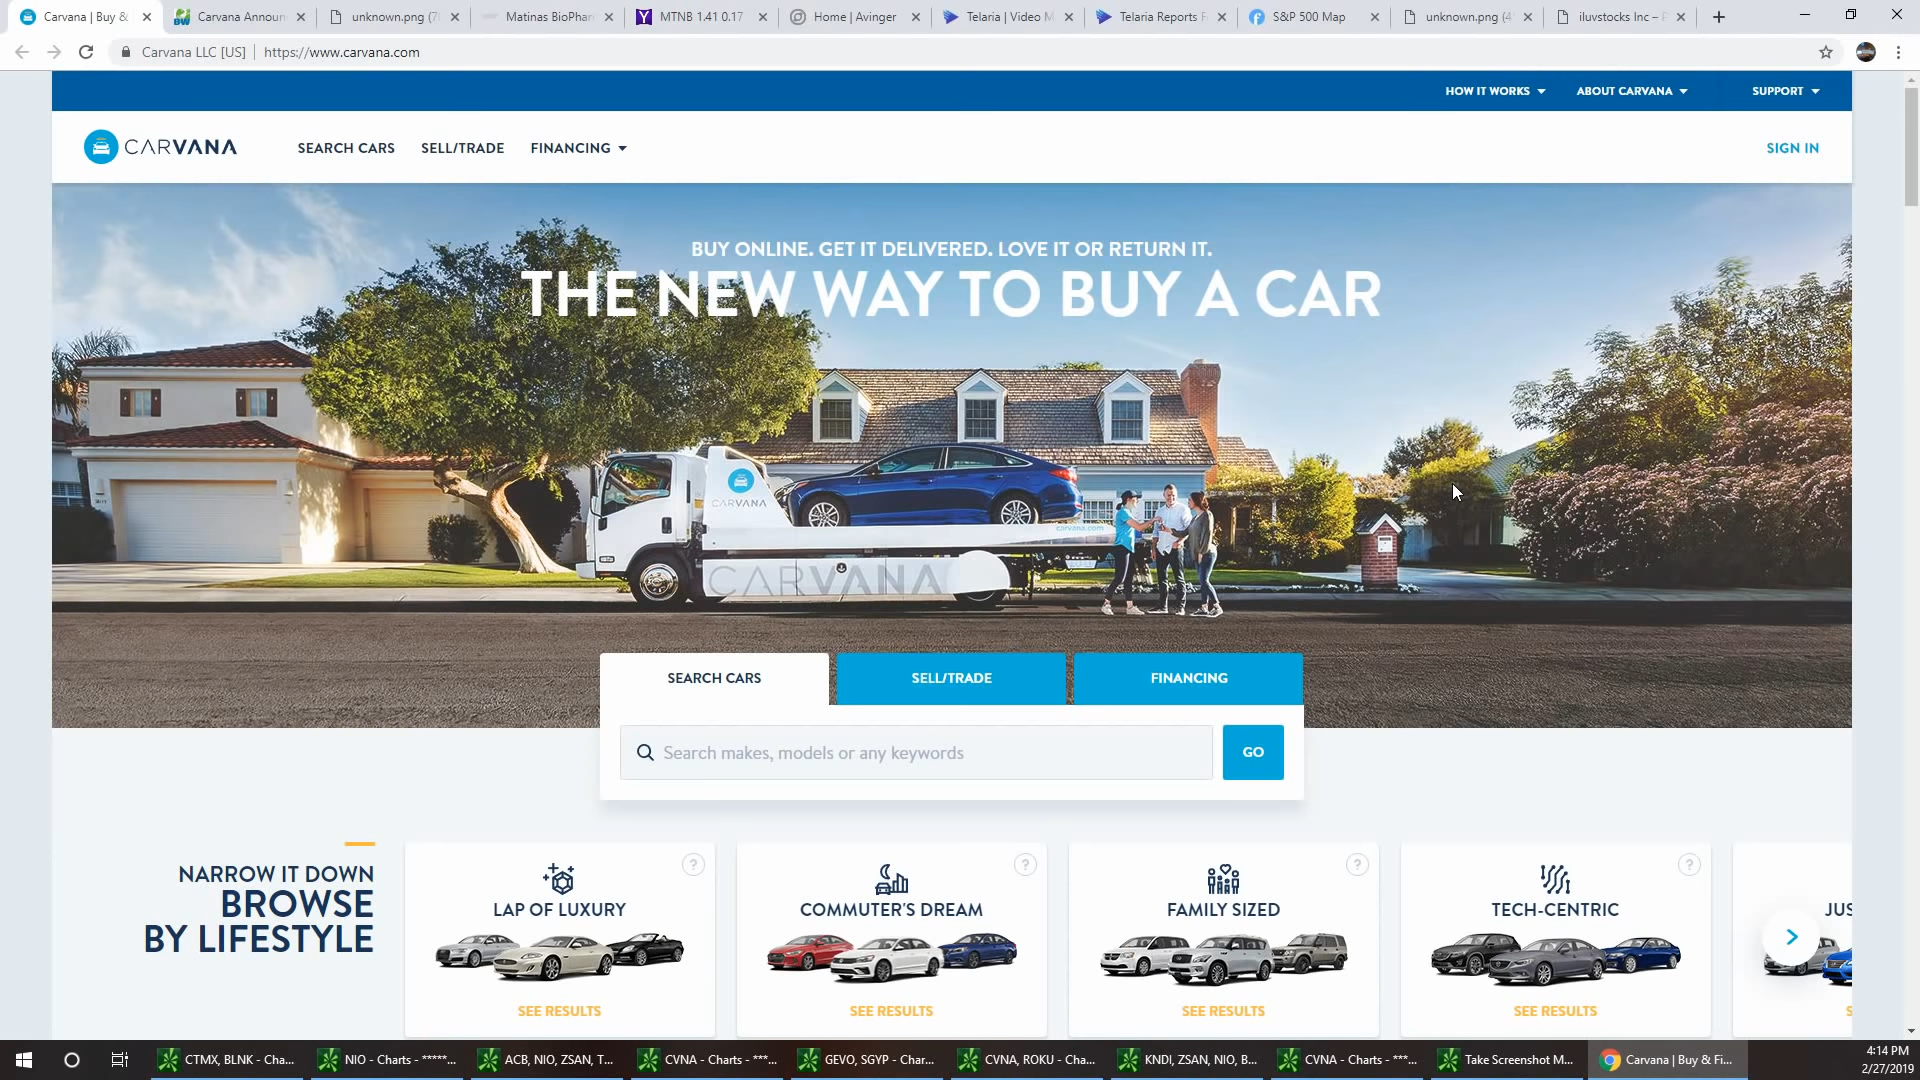 Carvana | Buy &
Carvana Announ
unknown.png
Matinas BioPhar
MTNB 1.41 0.17
Home | Avinger
Telaria | Video M
Telaria Reports F
S&P 500 Map
unknown.png
iluvstocks Inc –
Carvana LLC [US]
https://www.carvana.com
HOW IT WORKS
ABOUT CARVANA
SUPPORT
CARVANA
SEARCH CARS
SELL/TRADE
FINANCING
SIGN IN
BUY ONLINE. GET IT DELIVERED. LOVE IT OR RETURN IT.
THE NEW WAY TO BUY A CAR
CARVANA
carvana.com
CARVANA
SEARCH CARS
SELL/TRADE
FINANCING
Search makes, models or any keywords
GO
NARROW IT DOWN
BROWSE
BY LIFESTYLE
?
LAP OF LUXURY
SEE RESULTS
?
COMMUTER'S DREAM
SEE RESULTS
?
FAMILY SIZED
SEE RESULTS
?
TECH-CENTRIC
SEE RESULTS
JUS
S
CTMX, BLNK - Cha...
NIO - Charts - *****...
ACB, NIO, ZSAN, T...
CVNA - Charts - ***...
GEVO, SGYP - Char...
CVNA, ROKU - Cha...
KNDI, ZSAN, NIO, B...
CVNA - Charts - ***...
Take Screenshot M...
Carvana | Buy & Fi...
4:14 PM
2/27/2019